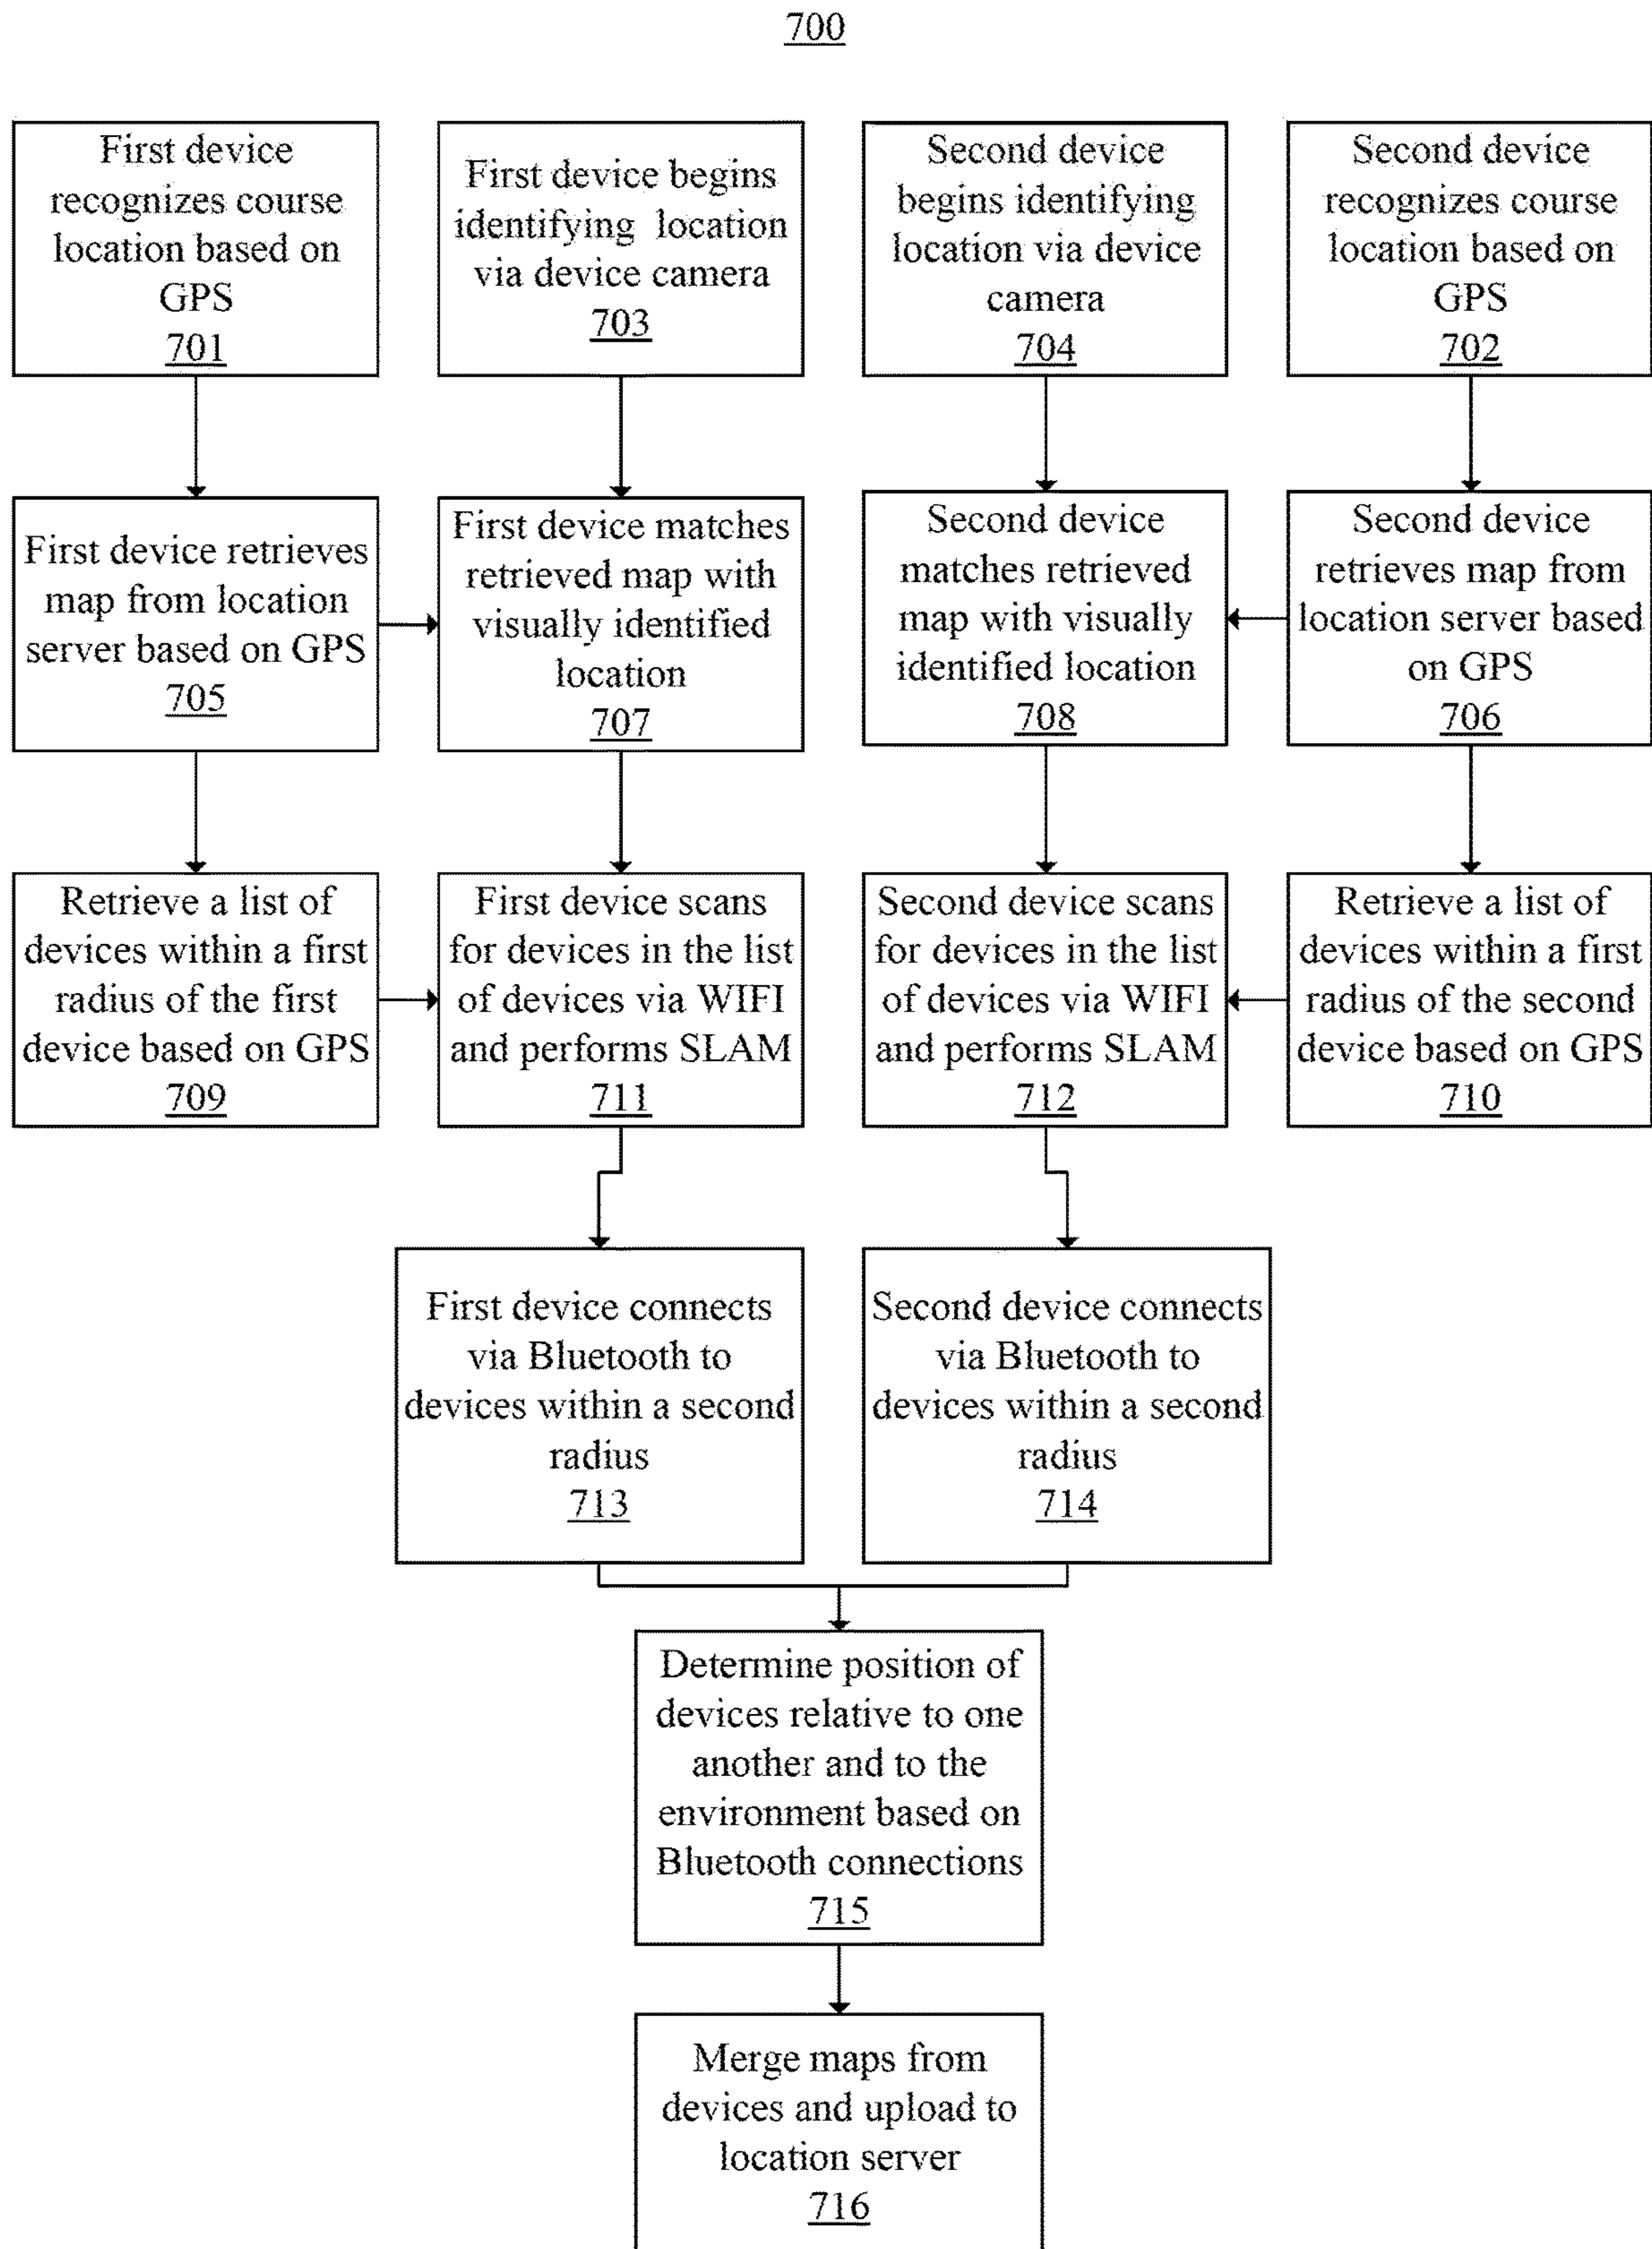 700
First device
recognizes course
location based on
GPS
701
First device begins
identifying location
via device camera
703
Second device
begins identifying
location via device
camera
704
Second device
recognizes course
location based on
GPS
702
First device retrieves
map from location
server based on GPS
705
First device matches
retrieved map with
visually identified
location
707
Second device
matches retrieved
map with visually
identified location
708
Second device
retrieves map from
location server based
on GPS
706
Retrieve a list of
devices within a first
radius of the first
device based on GPS
709
First device scans
for devices in the list
of devices via WIFI
and performs SLAM
711
Second device scans
for devices in the list
of devices via WIFI
and performs SLAM
712
Retrieve a list of
devices within a first
radius of the second
device based on GPS
710
First device connects
via Bluetooth to
devices within a second
radius
713
Second device connects
via Bluetooth to
devices within a second
radius
714
Determine position of
devices relative to one
another and to the
environment based on
Bluetooth connections
715
Merge maps from
devices and upload to
location server
716